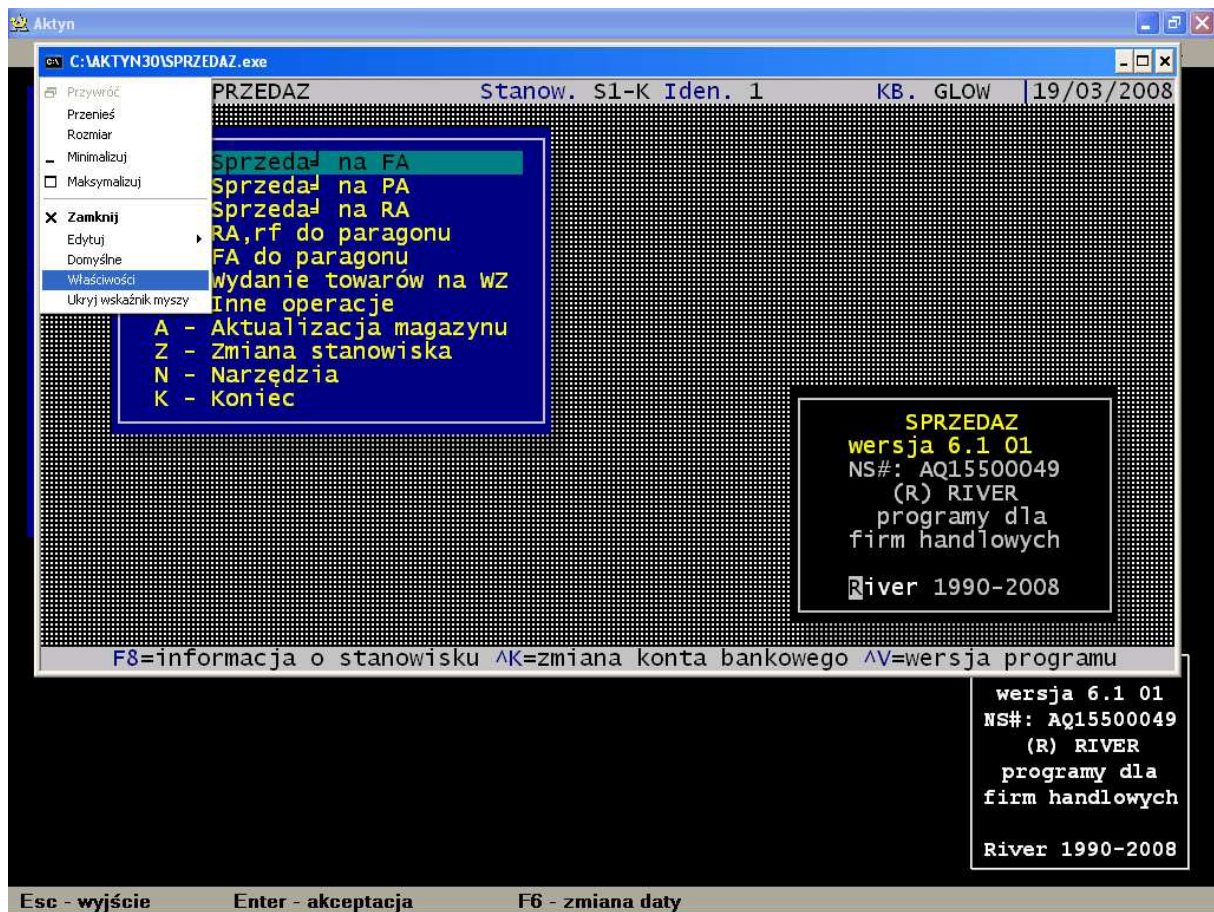 Aktyn
C:\AKTYN30\SPRZEDAZ.exe
PRZEDAZ Stanow. S1-K Iden. 1 KB. GLOW |19/03/2008
Przywróć
Przenieś
Rozmiar
Minimalizuj
Maksymalizuj
Zamknij
Edytuj
Domyślne
Właściwości
Ukryj wskaźnik myszy
Sprzeda╛ na FA
Sprzeda╛ na PA
Sprzeda╛ na RA
RA,rf do paragonu
FA do paragonu
Wydanie towarów na WZ
Inne operacje
A - Aktualizacja magazynu
Z - Zmiana stanowiska
N - Narzędzia
K - Koniec
SPRZEDAZ
wersja 6.1 01
NS#: AQ15500049
(R) RIVER
programy dla
firm handlowych
River 1990-2008
F8=informacja o stanowisku ^K=zmiana konta bankowego ^V=wersja programu
wersja 6.1 01
NS#: AQ15500049
(R) RIVER
programy dla
firm handlowych
River 1990-2008
Esc - wyjście Enter - akceptacja F6 - zmiana daty